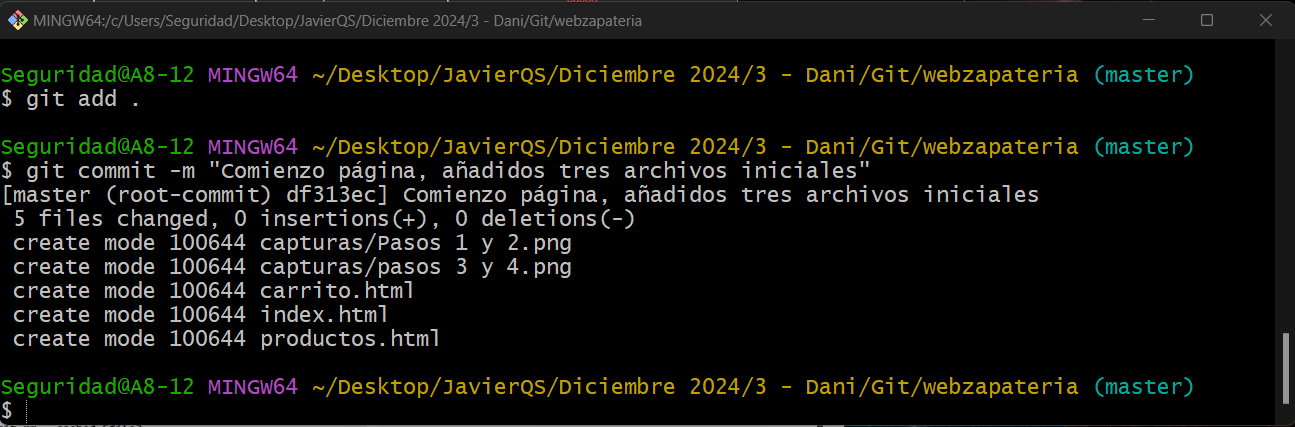 MINGW64:/c/Users/Seguridad/Desktop/JavierQS/Diciembre 2024/3 - Dani/Git/webzapateria
Seguridad@A8-12 MINGW64 ~/Desktop/JavierQS/Diciembre 2024/3 - Dani/Git/webzapateria (master)
$ git add .
Seguridad@A8-12 MINGW64 ~/Desktop/JavierQS/Diciembre 2024/3 - Dani/Git/webzapateria (master)
$ git commit -m "Comienzo página, añadidos tres archivos iniciales"
[master (root-commit) df313ec] Comienzo página, añadidos tres archivos iniciales
5 files changed, 0 insertions(+), 0 deletions(-)
create mode 100644 capturas/Pasos 1 y 2.png
create mode 100644 capturas/pasos 3 y 4.png
create mode 100644 carrito.html
create mode 100644 index.html
create mode 100644 productos.html
Seguridad@A8-12 MINGW64 ~/Desktop/JavierQS/Diciembre 2024/3 - Dani/Git/webzapateria (master)
$